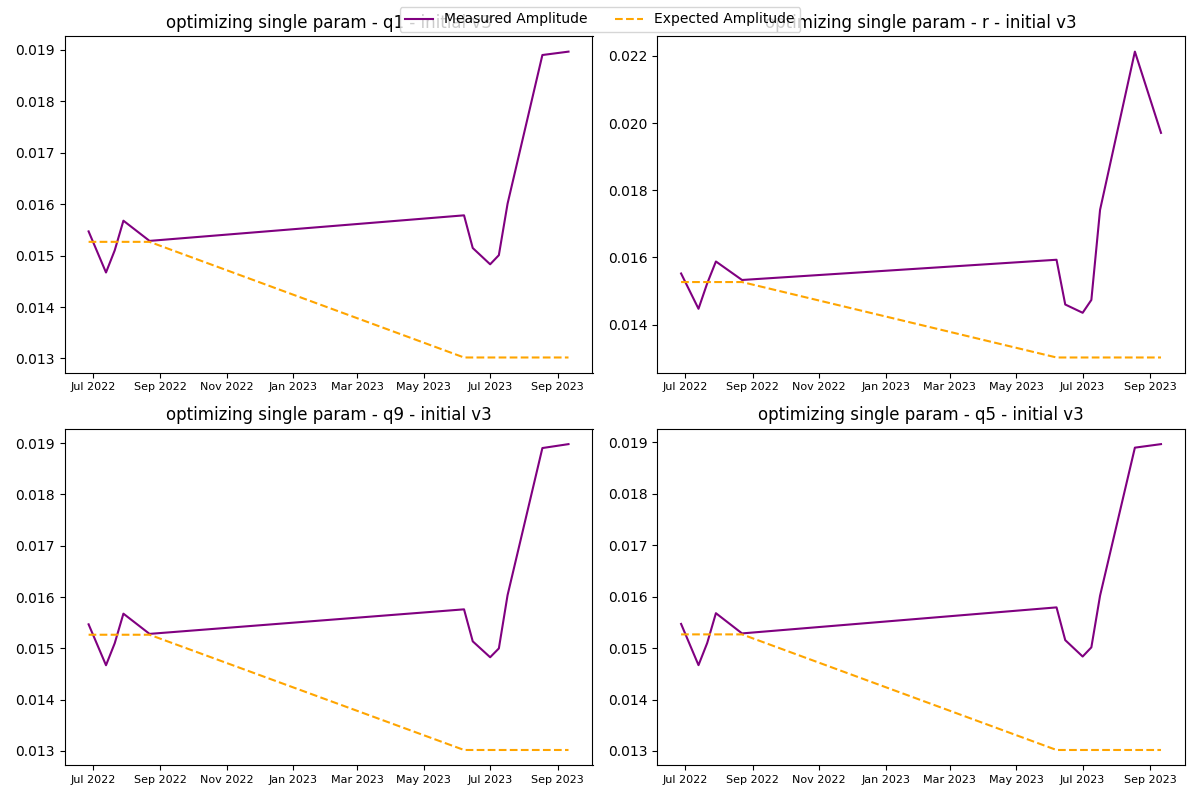 Measured Amplitude Expected Amplitude
optimizing single param - q1 - initial v3
0.019
0.018
0.017
0.016
0.015
0.014
0.013
Jul 2022 Sep 2022 Nov 2022 Jan 2023 Mar 2023 May 2023 Jul 2023 Sep 2023
optimizing single param - r - initial v3
0.022
0.020
0.018
0.016
0.014
Jul 2022 Sep 2022 Nov 2022 Jan 2023 Mar 2023 May 2023 Jul 2023 Sep 2023
optimizing single param - q9 - initial v3
0.019
0.018
0.017
0.016
0.015
0.014
0.013
Jul 2022 Sep 2022 Nov 2022 Jan 2023 Mar 2023 May 2023 Jul 2023 Sep 2023
optimizing single param - q5 - initial v3
0.019
0.018
0.017
0.016
0.015
0.014
0.013
Jul 2022 Sep 2022 Nov 2022 Jan 2023 Mar 2023 May 2023 Jul 2023 Sep 2023